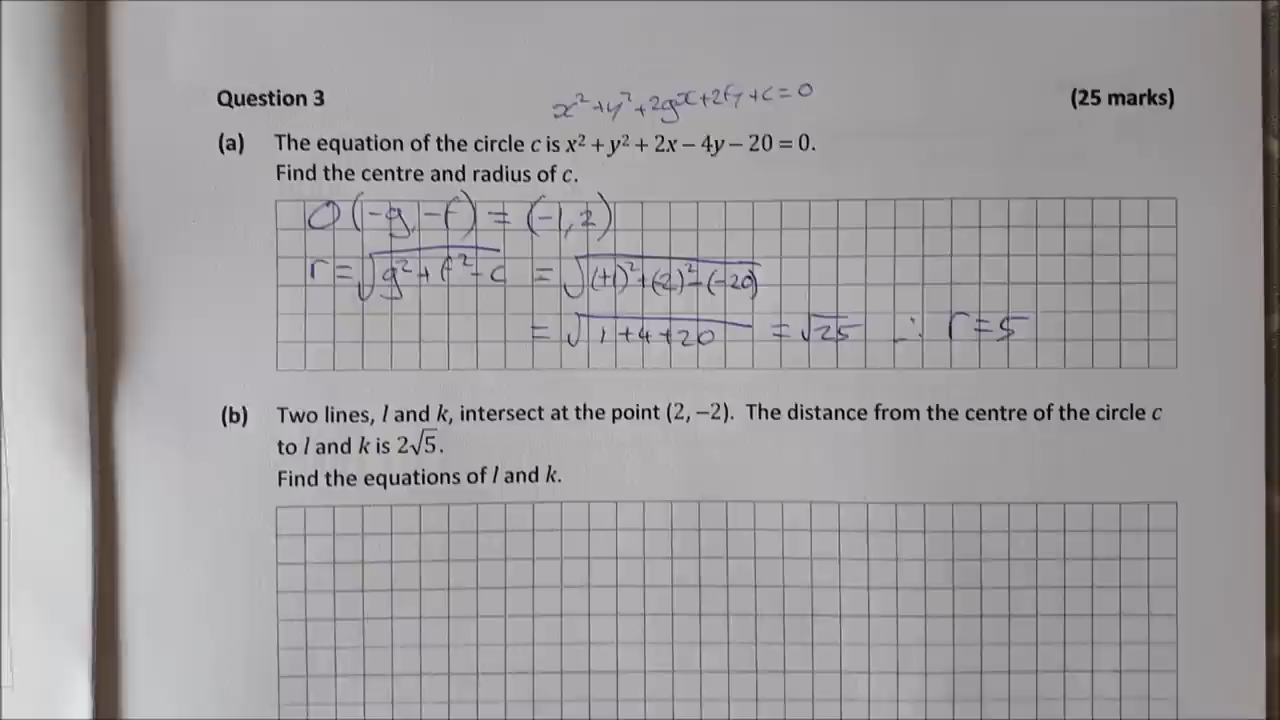 Question 3 x² + y² + 2gx + 2fy + c = 0 (25 marks)
(a) The equation of the circle c is x² + y² + 2x − 4y − 20 = 0.
Find the centre and radius of c.
O (-g, -f) = (-1, 2)
r = √(g² + f² - c) = √((+1)² + (-2)² - (-20))
= √(1 + 4 + 20) = √25 ∴ r = 5
(b) Two lines, l and k, intersect at the point (2, −2). The distance from the centre of the circle c
to l and k is 2√5.
Find the equations of l and k.